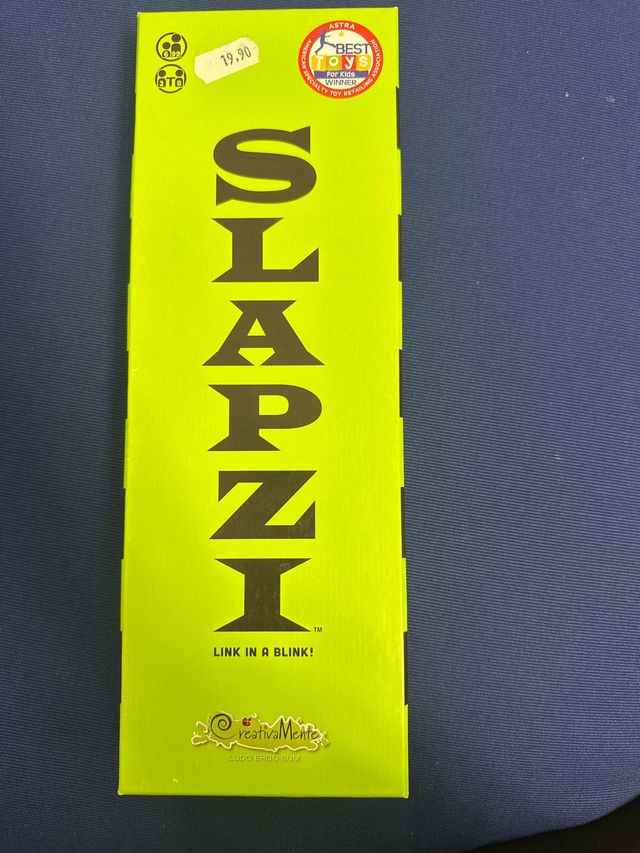 19.90
ASTRA
AMERICAN SPECIALTY TOY RETAILING ASSOCIATION
BEST
TOYS
For Kids
WINNER
SLAPZI™
LINK IN A BLINK!
CreativaMente
LUDO ERGO SUM